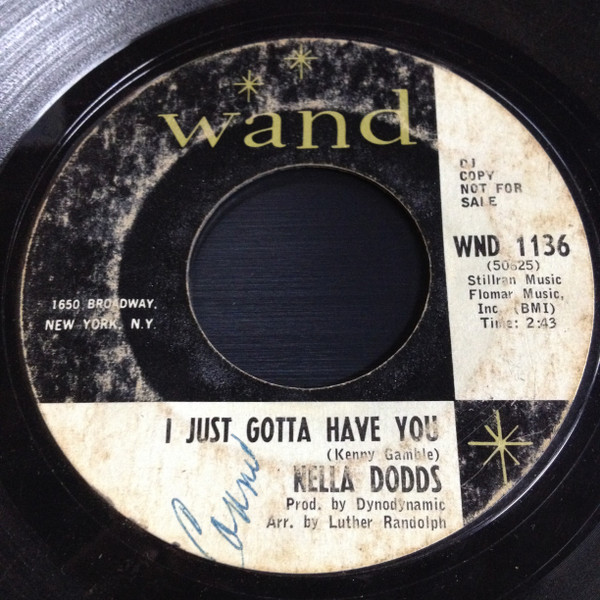 wand
DJ
COPY
NOT FOR
SALE
WND 1136
(50625)
Stillran Music
Flomar Music,
Inc. (BMI)
Time: 2:43
1650 BROADWAY,
NEW YORK, N.Y.
I JUST GOTTA HAVE YOU
(Kenny Gamble)
NELLA DODDS
Prod. by Dynodynamic
Arr. by Luther Randolph